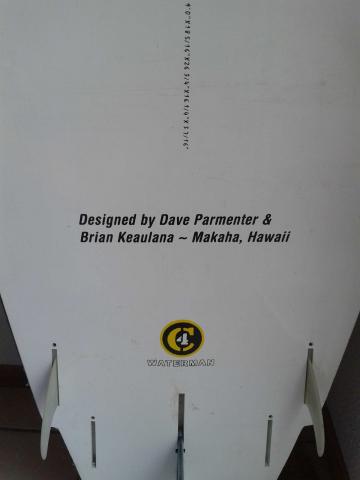 Designed by Dave Parmenter &
Brian Keaulana ~ Makaha, Hawaii
C4
WATERMAN